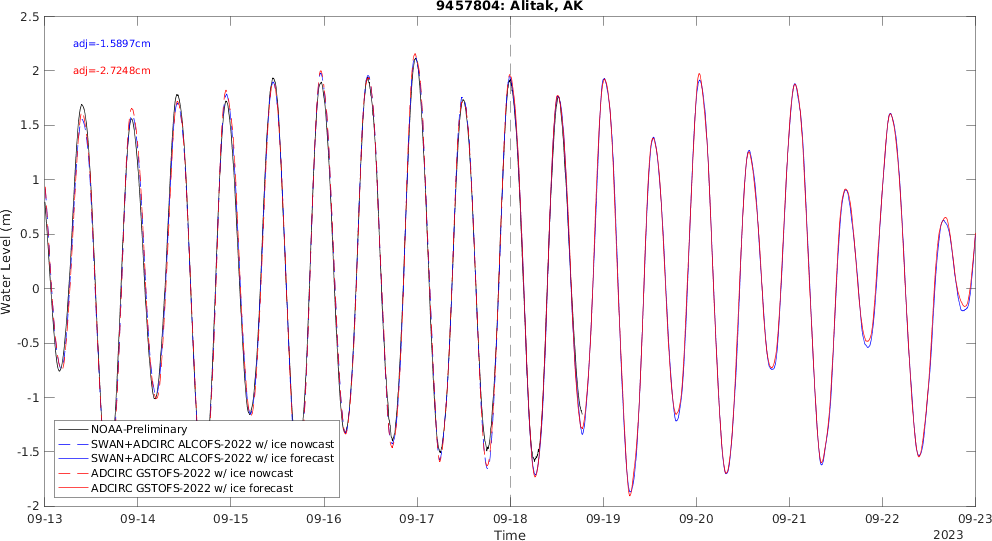 9457804: Alitak, AK
2.5
adj=-1.5897cm
2
adj=-2.7248cm
1.5
1
0.5
0
-0.5
-1
-1.5
-2
Water Level (m)
NOAA-Preliminary
SWAN+ADCIRC ALCOFS-2022 w/ ice nowcast
SWAN+ADCIRC ALCOFS-2022 w/ ice forecast
ADCIRC GSTOFS-2022 w/ ice nowcast
ADCIRC GSTOFS-2022 w/ ice forecast
09-13 09-14 09-15 09-16 09-17 09-18 09-19 09-20 09-21 09-22 09-23
Time
2023